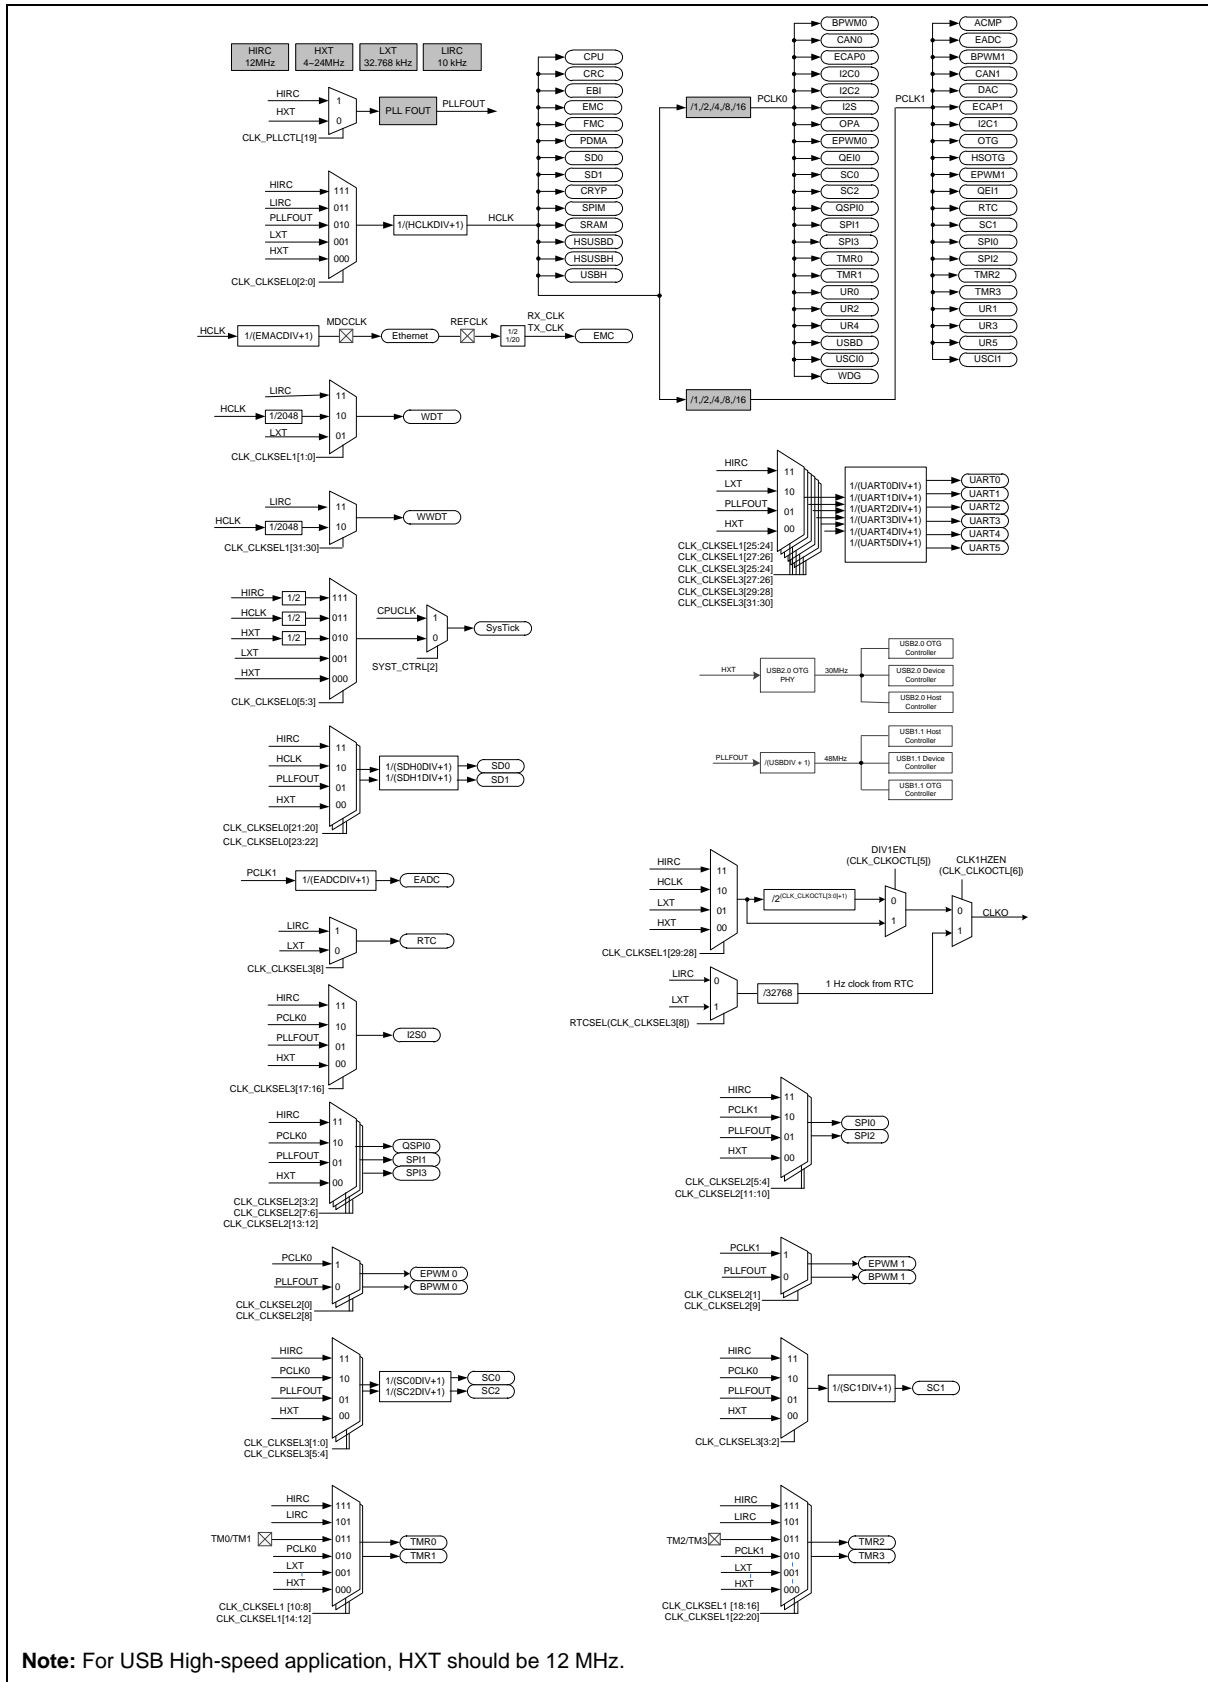 HIRC
12MHz
HXT
4~24MHz
LXT
32.768 kHz
LIRC
10 kHz
HIRC
HXT
1
0
CLK_PLLCTL[19]
PLL FOUT
PLLFOUT
HIRC
LIRC
PLLFOUT
LXT
HXT
111
011
010
001
000
CLK_CLKSEL0[2:0]
1/(HCLKDIV+1)
HCLK
CPU
CRC
EBI
EMC
FMC
PDMA
SD0
SD1
CRYP
SPIM
SRAM
HSUSBD
HSUSBH
USBH
/1,/2,/4,/8,/16
PCLK0
BPWM0
CAN0
ECAP0
I2C0
I2C2
I2S
OPA
EPWM0
QEI0
SC0
SC2
QSPI0
SPI1
SPI3
TMR0
TMR1
UR0
UR2
UR4
USBD
USCI0
WDG
/1,/2,/4,/8,/16
PCLK1
ACMP
EADC
BPWM1
CAN1
DAC
ECAP1
I2C1
OTG
HSOTG
EPWM1
QEI1
RTC
SC1
SPI0
SPI2
TMR2
TMR3
UR1
UR3
UR5
USCI1
HCLK
1/(EMACDIV+1)
MDCCLK
Ethernet
REFCLK
1/2
1/20
RX_CLK
TX_CLK
EMC
LIRC
HCLK
1/2048
LXT
11
10
01
CLK_CLKSEL1[1:0]
WDT
LIRC
HCLK
1/2048
11
10
CLK_CLKSEL1[31:30]
WWDT
HIRC
1/2
HCLK
1/2
HXT
1/2
LXT
HXT
111
011
010
001
000
CLK_CLKSEL0[5:3]
CPUCLK
1
0
SYST_CTRL[2]
SysTick
HIRC
LXT
PLLFOUT
HXT
11
10
01
00
CLK_CLKSEL1[25:24]
CLK_CLKSEL1[27:26]
CLK_CLKSEL3[25:24]
CLK_CLKSEL3[27:26]
CLK_CLKSEL3[29:28]
CLK_CLKSEL3[31:30]
1/(UART0DIV+1)
1/(UART1DIV+1)
1/(UART2DIV+1)
1/(UART3DIV+1)
1/(UART4DIV+1)
1/(UART5DIV+1)
UART0
UART1
UART2
UART3
UART4
UART5
HXT
USB2.0 OTG
PHY
30MHz
USB2.0 OTG
Controller
USB2.0 Device
Controller
USB2.0 Host
Controller
PLLFOUT
/(USBDIV + 1)
48MHz
USB1.1 Host
Controller
USB1.1 Device
Controller
USB1.1 OTG
Controller
HIRC
HCLK
PLLFOUT
HXT
11
10
01
00
CLK_CLKSEL0[21:20]
CLK_CLKSEL0[23:22]
1/(SDH0DIV+1)
1/(SDH1DIV+1)
SD0
SD1
PCLK1
1/(EADCDIV+1)
EADC
LIRC
LXT
1
0
CLK_CLKSEL3[8]
RTC
HIRC
HCLK
LXT
HXT
11
10
01
00
CLK_CLKSEL1[29:28]
/2(CLK_CLKOCTL[3:0]+1)
DIV1EN
(CLK_CLKOCTL[5])
0
1
CLK1HZEN
(CLK_CLKOCTL[6])
0
1
CLKO
LIRC
LXT
0
1
RTCSEL(CLK_CLKSEL3[8])
/32768
1 Hz clock from RTC
HIRC
PCLK0
PLLFOUT
HXT
11
10
01
00
CLK_CLKSEL3[17:16]
I2S0
HIRC
PCLK0
PLLFOUT
HXT
11
10
01
00
CLK_CLKSEL2[3:2]
CLK_CLKSEL2[7:6]
CLK_CLKSEL2[13:12]
QSPI0
SPI1
SPI3
HIRC
PCLK1
PLLFOUT
HXT
11
10
01
00
CLK_CLKSEL2[5:4]
CLK_CLKSEL2[11:10]
SPI0
SPI2
PCLK0
PLLFOUT
1
0
CLK_CLKSEL2[0]
CLK_CLKSEL2[8]
EPWM 0
BPWM 0
PCLK1
PLLFOUT
1
0
CLK_CLKSEL2[1]
CLK_CLKSEL2[9]
EPWM 1
BPWM 1
HIRC
PCLK0
PLLFOUT
HXT
11
10
01
00
CLK_CLKSEL3[1:0]
CLK_CLKSEL3[5:4]
1/(SC0DIV+1)
1/(SC2DIV+1)
SC0
SC2
HIRC
PCLK0
PLLFOUT
HXT
11
10
01
00
CLK_CLKSEL3[3:2]
1/(SC1DIV+1)
SC1
HIRC
LIRC
TM0/TM1
PCLK0
LXT
HXT
111
101
011
010
001
000
CLK_CLKSEL1 [10:8]
CLK_CLKSEL1[14:12]
TMR0
TMR1
HIRC
LIRC
TM2/TM3
PCLK1
LXT
HXT
111
101
011
010
001
000
CLK_CLKSEL1 [18:16]
CLK_CLKSEL1[22:20]
TMR2
TMR3
Note: For USB High-speed application, HXT should be 12 MHz.